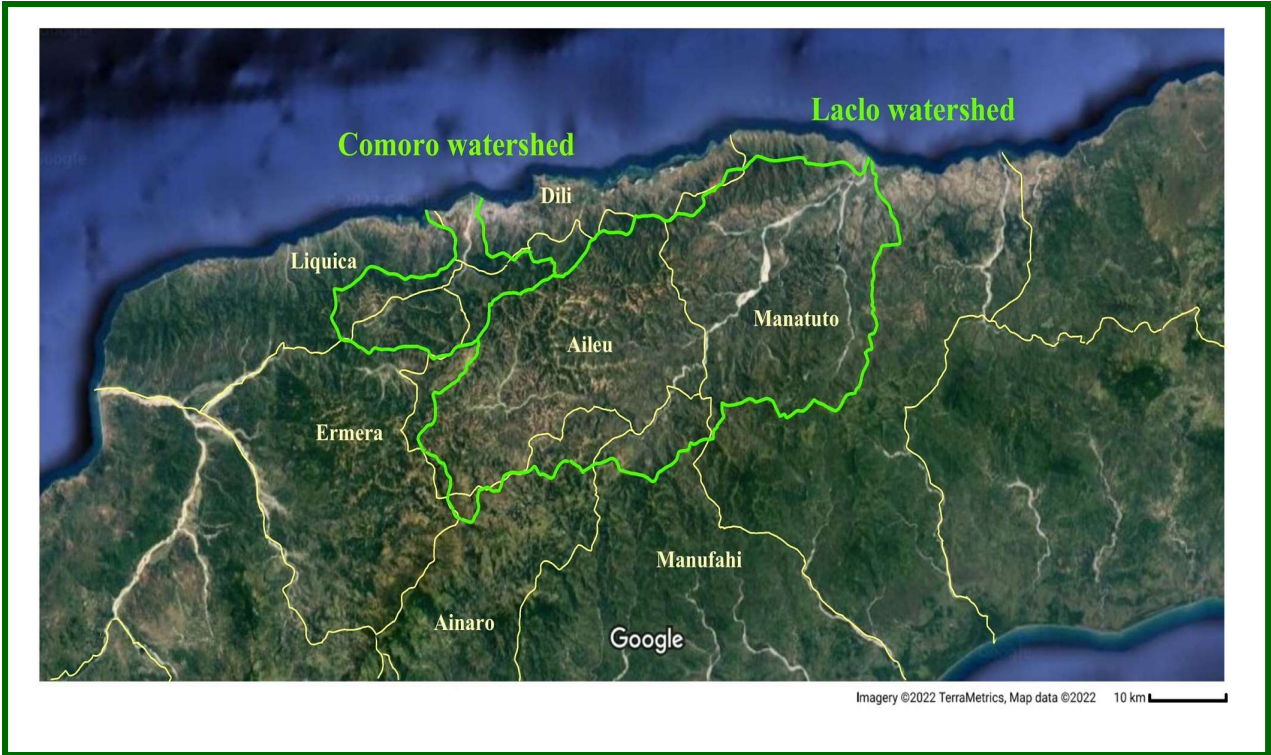 Laclo watershed
Comoro watershed
Dili
Liquica
Manatuto
Aileu
Ermera
Manufahi
Ainaro
Google
Imagery ©2022 TerraMetrics, Map data ©2022 10 km